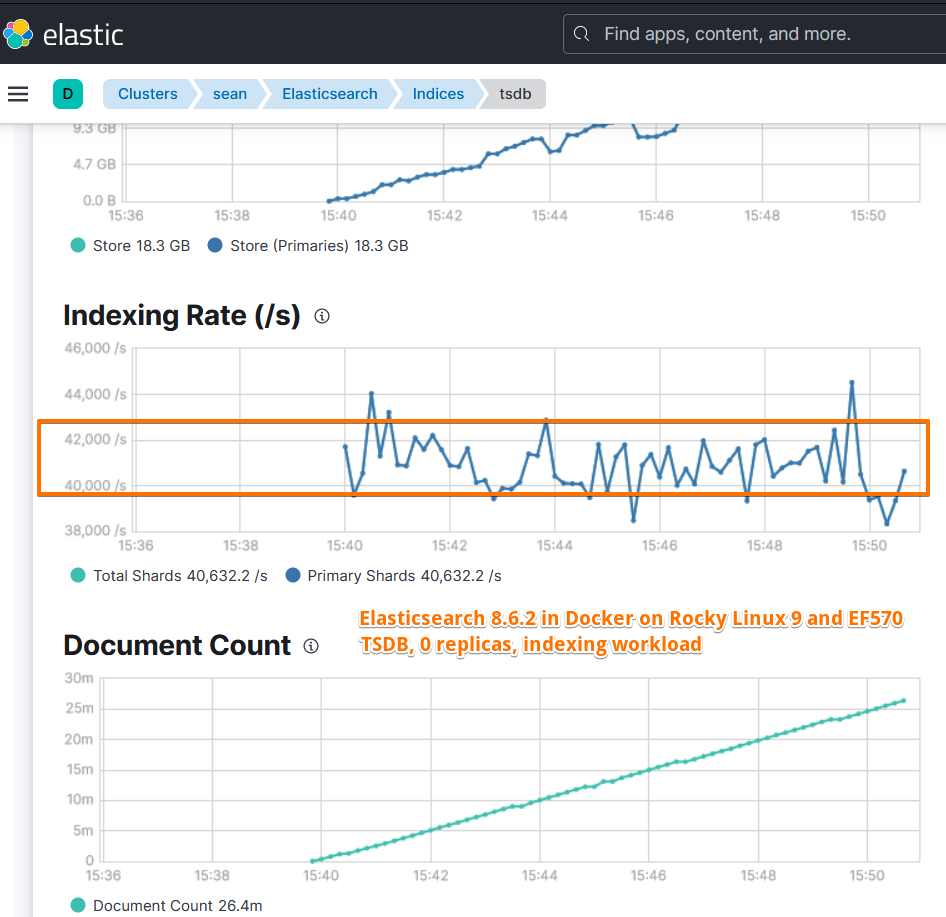 elastic
Find apps, content, and more.
D
Clusters
sean
Elasticsearch
Indices
tsdb
9.3 GB
4.7 GB
0.0 B
15:36 15:38 15:40 15:42 15:44 15:46 15:48 15:50
Store 18.3 GB Store (Primaries) 18.3 GB
Indexing Rate (/s)
46,000 /s
44,000 /s
42,000 /s
40,000 /s
38,000 /s
15:36 15:38 15:40 15:42 15:44 15:46 15:48 15:50
Total Shards 40,632.2 /s Primary Shards 40,632.2 /s
Elasticsearch 8.6.2 in Docker on Rocky Linux 9 and EF570
TSDB, 0 replicas, indexing workload
Document Count
30m
25m
20m
15m
10m
5m
0
15:36 15:38 15:40 15:42 15:44 15:46 15:48 15:50
Document Count 26.4m